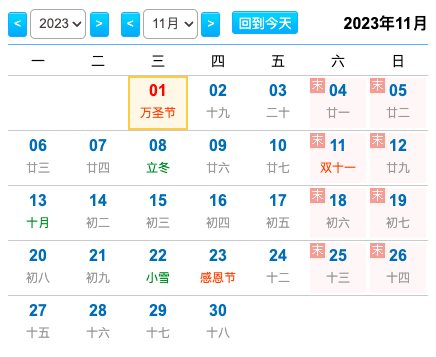 < 2023 > < 11月 > 回到今天 2023年11月
一 二 三 四 五 六 日
01 02 03 末 04 末 05
万圣节 十九 二十 廿一 廿二
06 07 08 09 10 末 11 末 12
廿三 廿四 立冬 廿六 廿七 双十一 廿九
13 14 15 16 17 末 18 末 19
十月 初二 初三 初四 初五 初六 初七
20 21 22 23 24 末 25 末 26
初八 初九 小雪 感恩节 十二 十三 十四
27 28 29 30
十五 十六 十七 十八